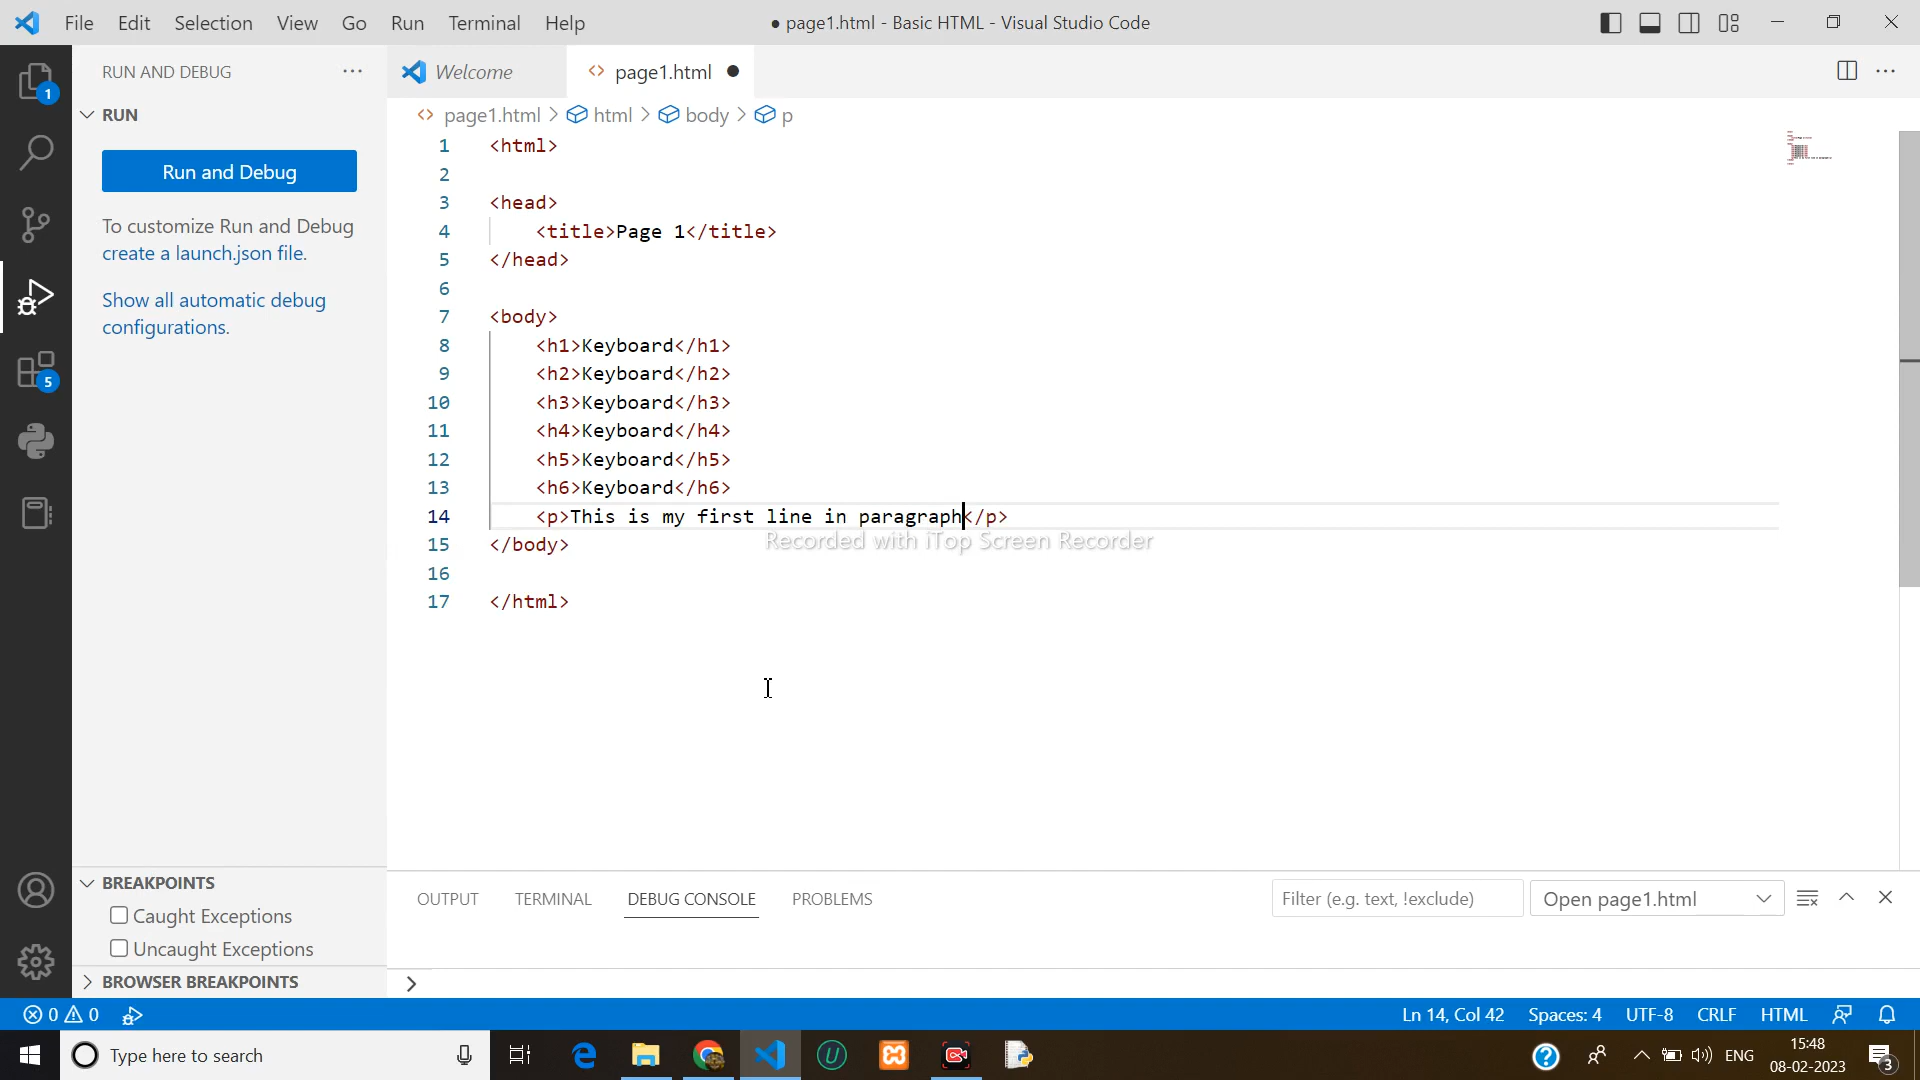 File Edit Selection View Go Run Terminal Help
● page1.html - Basic HTML - Visual Studio Code
RUN AND DEBUG
Welcome
page1.html
1
RUN
page1.html > html > body > p
Run and Debug
To customize Run and Debug
create a launch.json file.
Show all automatic debug
configurations.
5
1 <html>
2
3 <head>
4 <title>Page 1</title>
5 </head>
6
7 <body>
8 <h1>Keyboard</h1>
9 <h2>Keyboard</h2>
10 <h3>Keyboard</h3>
11 <h4>Keyboard</h4>
12 <h5>Keyboard</h5>
13 <h6>Keyboard</h6>
14 <p>This is my first line in paragraph</p>
Recorded with iTop Screen Recorder
15 </body>
16
17 </html>
BREAKPOINTS
Caught Exceptions
Uncaught Exceptions
BROWSER BREAKPOINTS
OUTPUT TERMINAL DEBUG CONSOLE PROBLEMS
Filter (e.g. text, !exclude)
Open page1.html
0 0
Ln 14, Col 42 Spaces: 4 UTF-8 CRLF HTML
Type here to search
ENG
15:48
08-02-2023
3